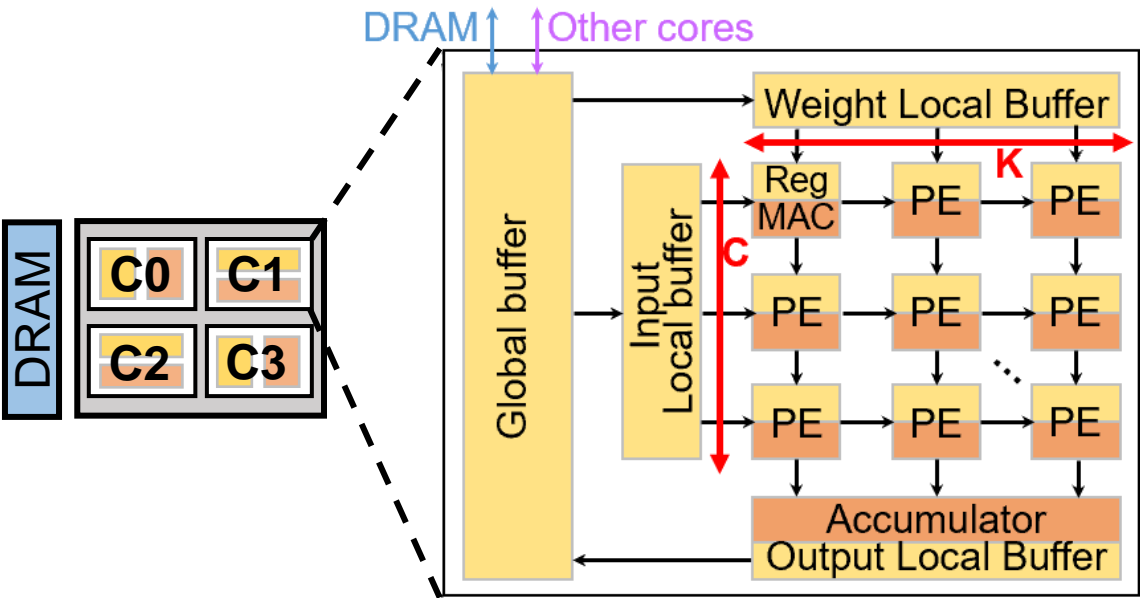 DRAM
Other cores
DRAM
C0
C1
C2
C3
Global buffer
Weight Local Buffer
K
Input
Local buffer
C
Reg
MAC
PE
PE
PE
PE
PE
PE
PE
PE
Accumulator
Output Local Buffer